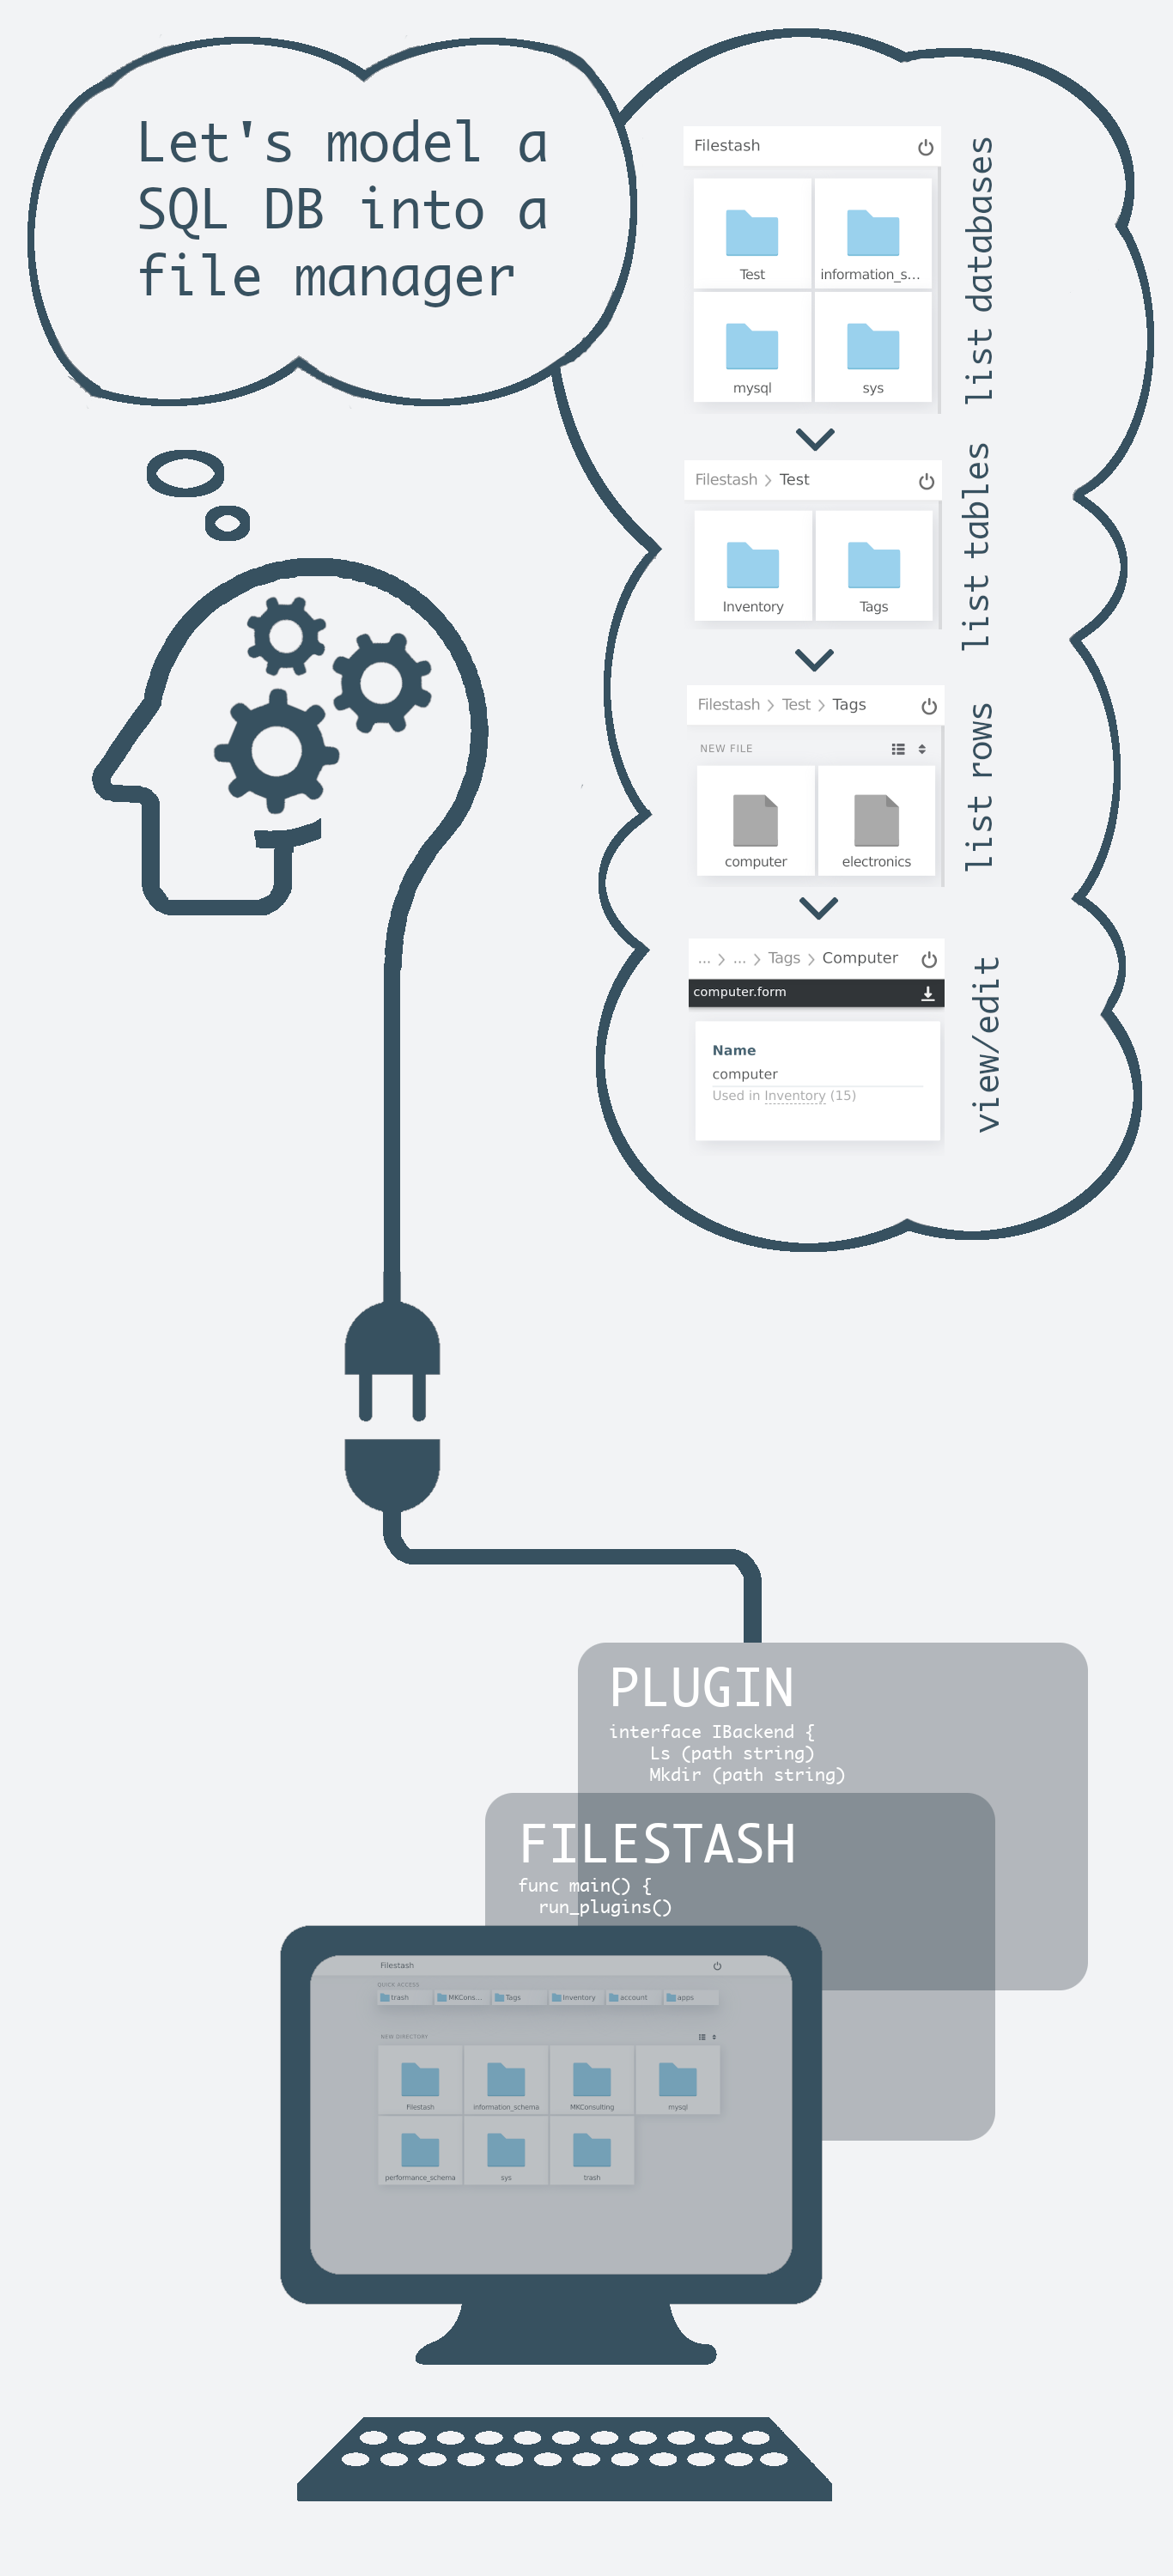 Let's model a
SQL DB into a
file manager
Filestash
Test
information_s...
mysql
sys
list databases
Filestash > Test
Inventory
Tags
list tables
Filestash > Test > Tags
NEW FILE
computer
electronics
list rows
... > ... > Tags > Computer
computer.form
Name
computer
Used in Inventory (15)
view/edit
PLUGIN
interface IBackend {
Ls (path string)
Mkdir (path string)
FILESTASH
func main() {
run_plugins()
Filestash
QUICK ACCESS
trash
MKCons...
Tags
Inventory
account
apps
NEW DIRECTORY
Filestash
information_schema
MKConsulting
mysql
performance_schema
sys
trash